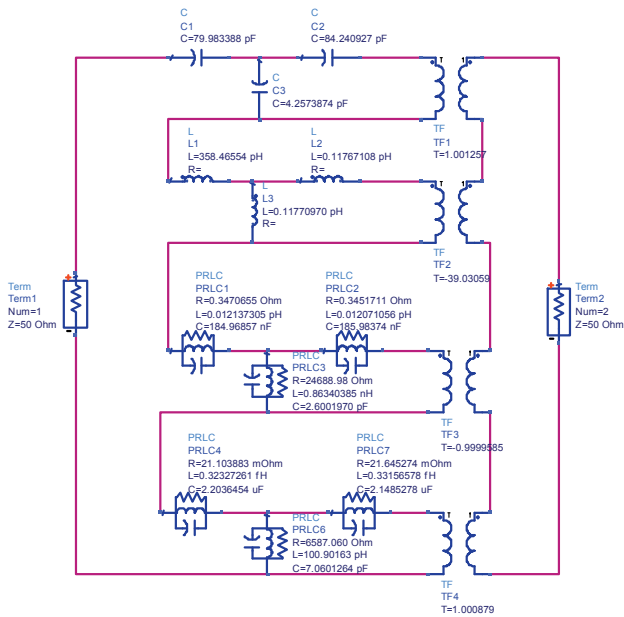 C
C1
C=79.983388 pF
C
C2
C=84.240927 pF
C
C3
C=4.2573874 pF
TF
TF1
T=1.001257
L
L1
L=358.46554 pH
R=
L
L2
L=0.11767108 pH
R=
L
L3
L=0.11770970 pH
R=
TF
TF2
T=-39.03059
Term
Term1
Num=1
Z=50 Ohm
Term
Term2
Num=2
Z=50 Ohm
PRLC
PRLC1
R=0.3470655 Ohm
L=0.012137305 pH
C=184.96857 nF
PRLC
PRLC2
R=0.3451711 Ohm
L=0.012071056 pH
C=185.98374 nF
PRLC
PRLC3
R=24688.98 Ohm
L=0.86340385 nH
C=2.6001970 pF
TF
TF3
T=-0.9999585
PRLC
PRLC4
R=21.103883 mOhm
L=0.32327261 fH
C=2.2036454 uF
PRLC
PRLC7
R=21.645274 mOhm
L=0.33156578 fH
C=2.1485278 uF
PRLC
PRLC6
R=6587.060 Ohm
L=100.90163 pH
C=7.0601264 pF
TF
TF4
T=1.000879